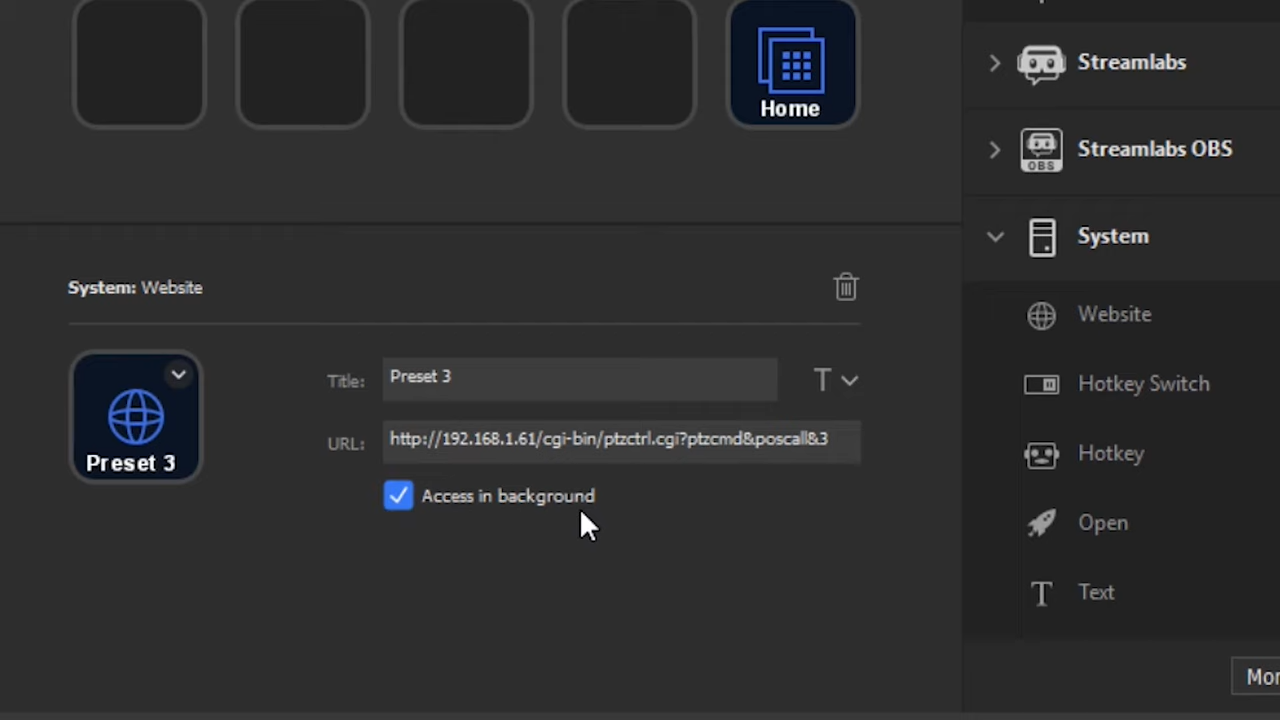 Home
Streamlabs
OBS
Streamlabs OBS
System
System: Website
Website
Preset 3
Title: Preset 3
T
URL: http://192.168.1.61/cgi-bin/ptzctrl.cgi?ptzcmd&poscall&3
Access in background
Hotkey Switch
Hotkey
Open
T Text